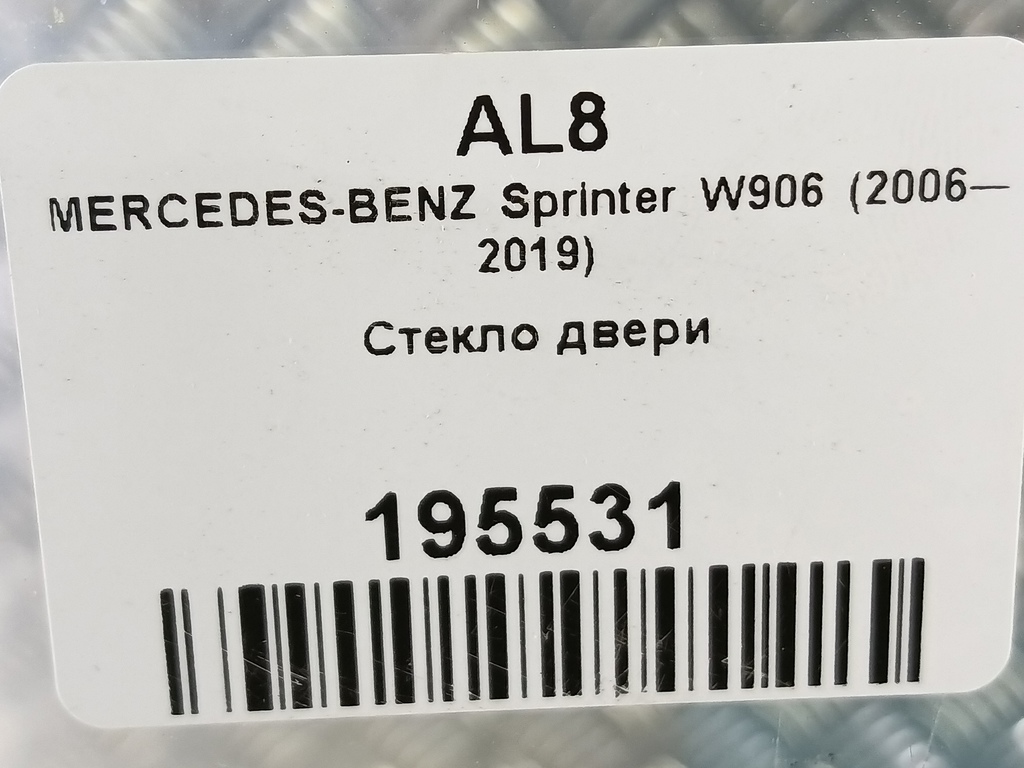 AL8
MERCEDES-BENZ Sprinter W906 (2006—
2019)
Стекло двери
195531